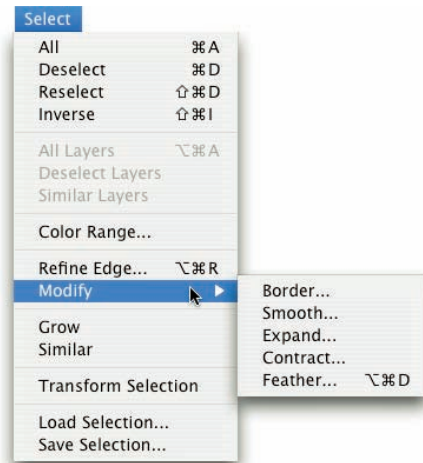 Select
All ⌘A
Deselect ⌘D
Reselect ⇧⌘D
Inverse ⇧⌘I
All Layers ⌥⌘A
Deselect Layers
Similar Layers
Color Range...
Refine Edge... ⌥⌘R
Modify ▶
Border...
Smooth...
Expand...
Contract...
Feather... ⌥⌘D
Grow
Similar
Transform Selection
Load Selection...
Save Selection...